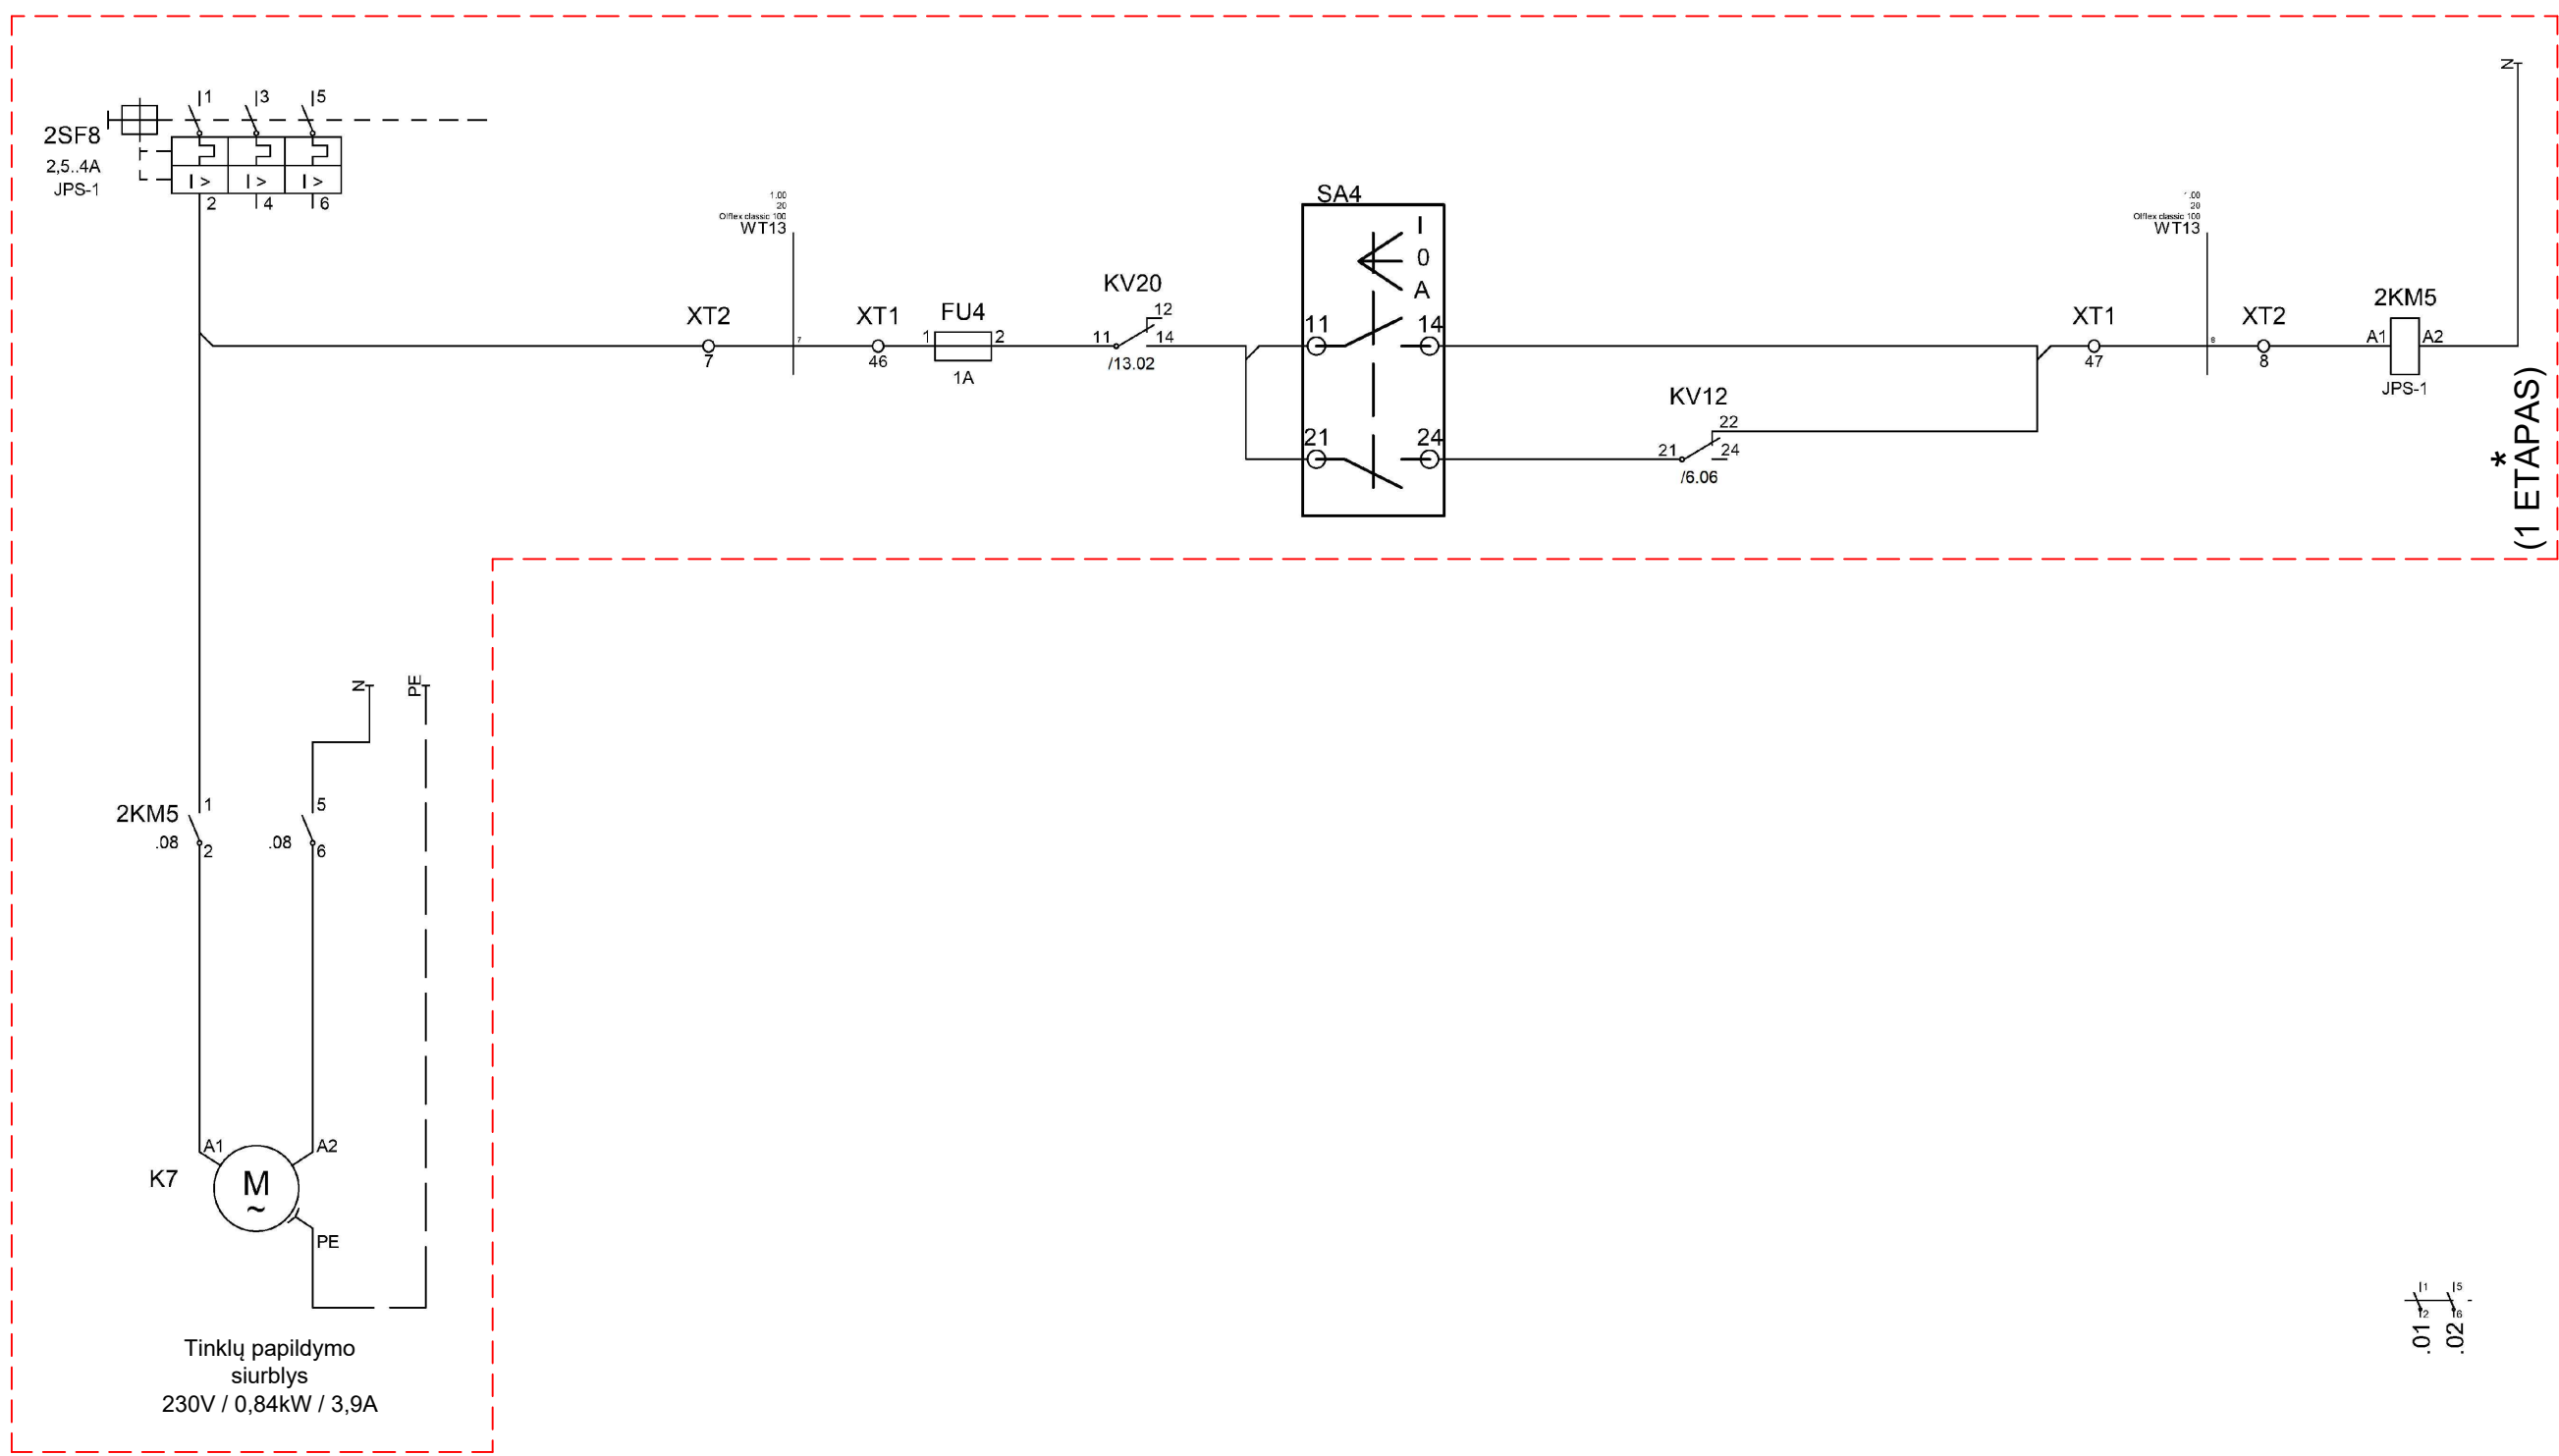 2SF8
2,5..4A
JPS-1
1
3
5
I >
I >
I >
2
4
6
1.00
20
Olflex classic 100
WT13
XT2
7
7
XT1
46
FU4
1
2
1A
KV20
11
12
14
/13.02
SA4
I
0
A
11
14
21
24
KV12
21
22
24
/6.06
1.00
20
Olflex classic 100
WT13
XT1
47
8
XT2
8
2KM5
A1
A2
JPS-1
N
*
(1 ETAPAS)
N
PE
2KM5
.08
1
2
.08
5
6
K7
A1
A2
M
~
PE
Tinklų papildymo
siurblys
230V / 0,84kW / 3,9A
1
5
2
6
.01
.02